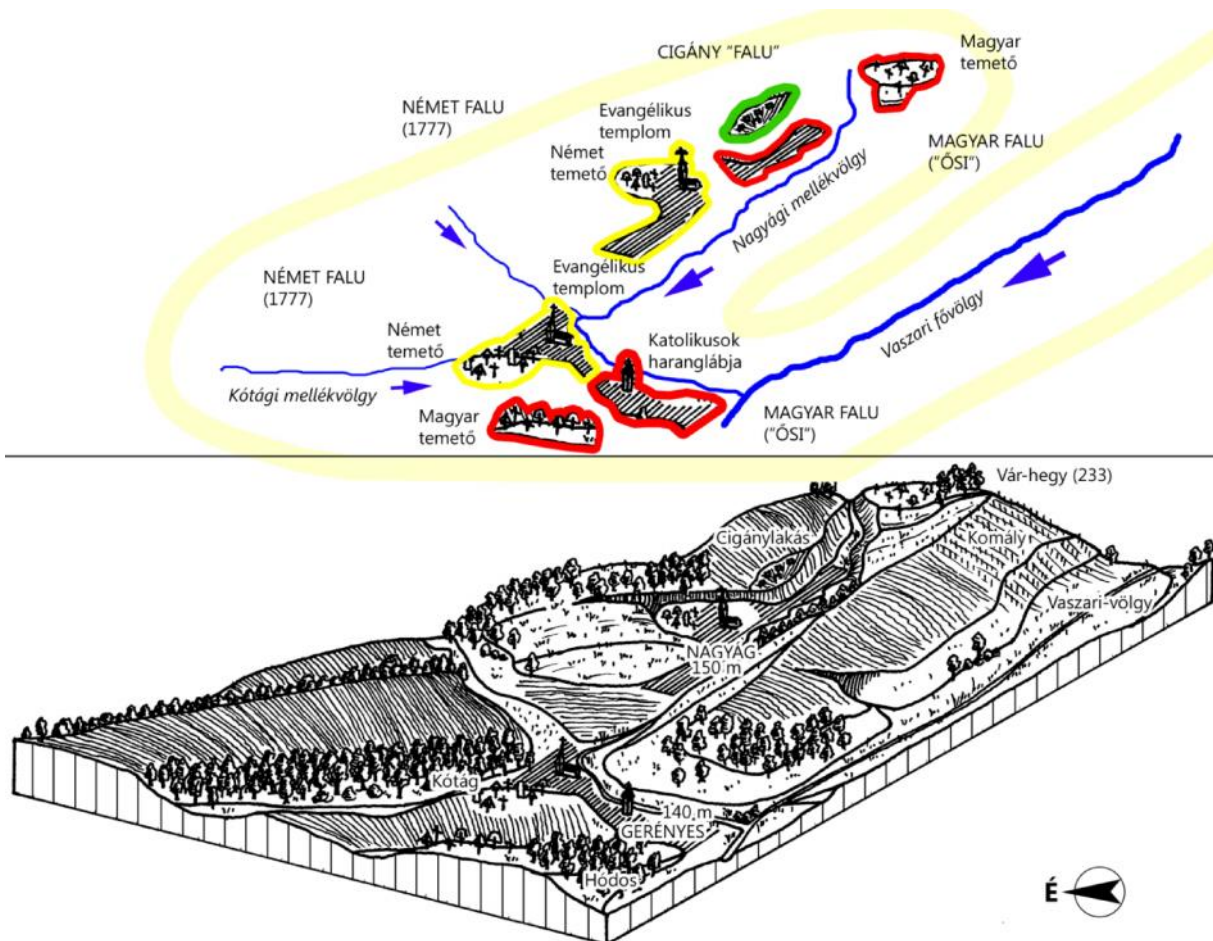 CIGÁNY "FALU"
Magyar
temető
NÉMET FALU
(1777)
Evangélikus
templom
Német
temető
MAGYAR FALU
("ŐSI")
Nagyági mellékvölgy
NÉMET FALU
(1777)
Evangélikus
templom
Vaszari fővölgy
Német
temető
Katolikusok
haranglábja
Kótági mellékvölgy
Magyar
temető
MAGYAR FALU
("ŐSI")
Vár-hegy (233)
Cigánylakás
Komály
Vaszari-völgy
NAGYÁG
150 m
Kótág
140 m
GERÉNYES
Hódos
É